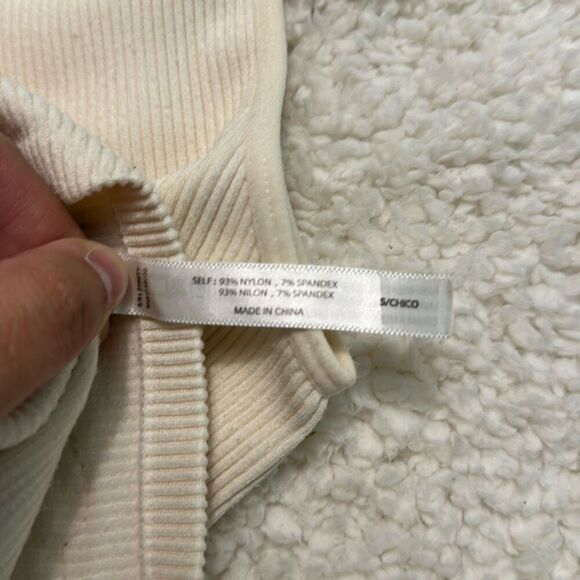 SELF : 93% NYLON , 7% SPANDEX
93% NILON , 7% SPANDEX
MADE IN CHINA
S/CHICO